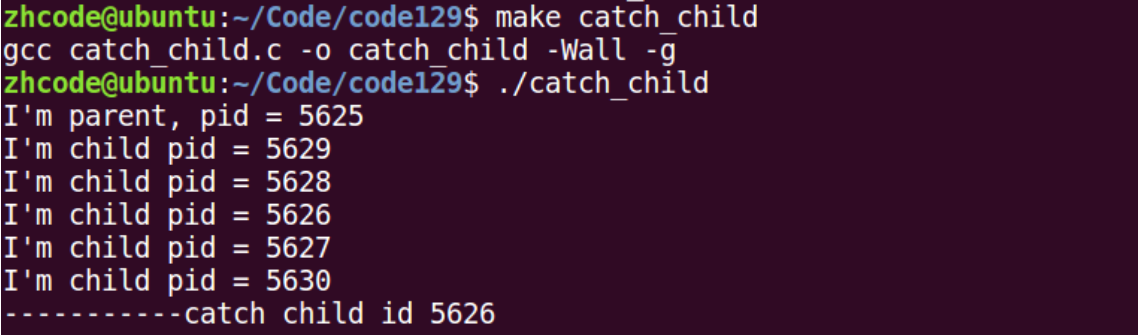 zhcode@ubuntu:~/Code/code129$ make catch_child
gcc catch_child.c -o catch_child -Wall -g
zhcode@ubuntu:~/Code/code129$ ./catch_child
I'm parent, pid = 5625
I'm child pid = 5629
I'm child pid = 5628
I'm child pid = 5626
I'm child pid = 5627
I'm child pid = 5630
-----------catch child id 5626